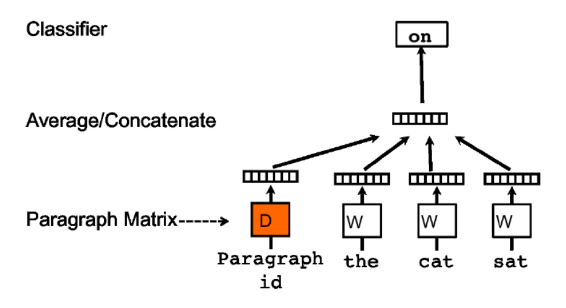 Classifier
on
Average/Concatenate
Paragraph Matrix
D
W
W
W
Paragraph
id
the
cat
sat